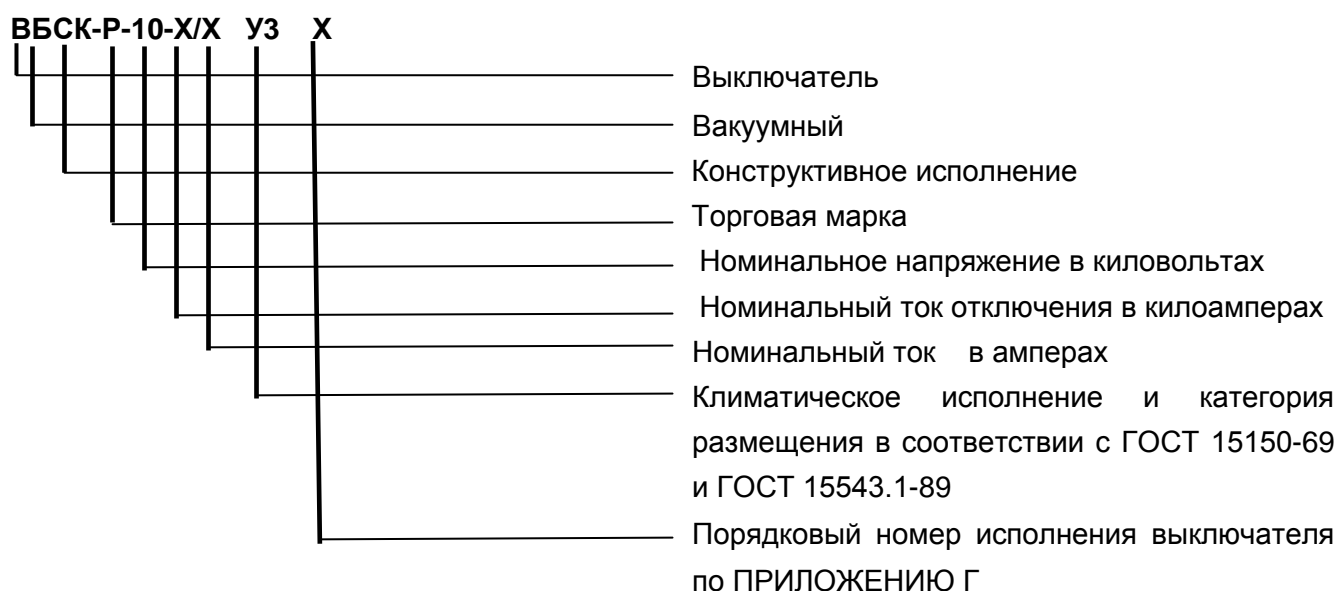 ВБСК-Р-10-Х/Х У3 Х
Выключатель
Вакуумный
Конструктивное исполнение
Торговая марка
Номинальное напряжение в киловольтах
Номинальный ток отключения в килоамперах
Номинальный ток в амперах
Климатическое исполнение и категория
размещения в соответствии с ГОСТ 15150-69
и ГОСТ 15543.1-89
Порядковый номер исполнения выключателя
по ПРИЛОЖЕНИЮ Г